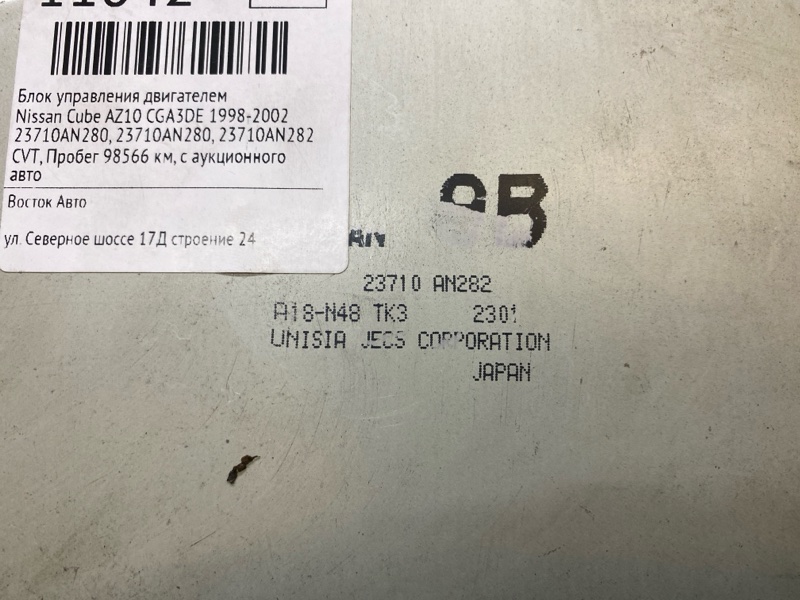 Блок управления двигателем
Nissan Cube AZ10 CGA3DE 1998-2002
23710AN280, 23710AN280, 23710AN282
CVT, Пробег 98566 км, с аукционного
авто
Восток Авто
ул. Северное шоссе 17Д строение 24
23710 AN282
A18-N48 TK3 2301
UNISIA JECS CORPORATION
JAPAN